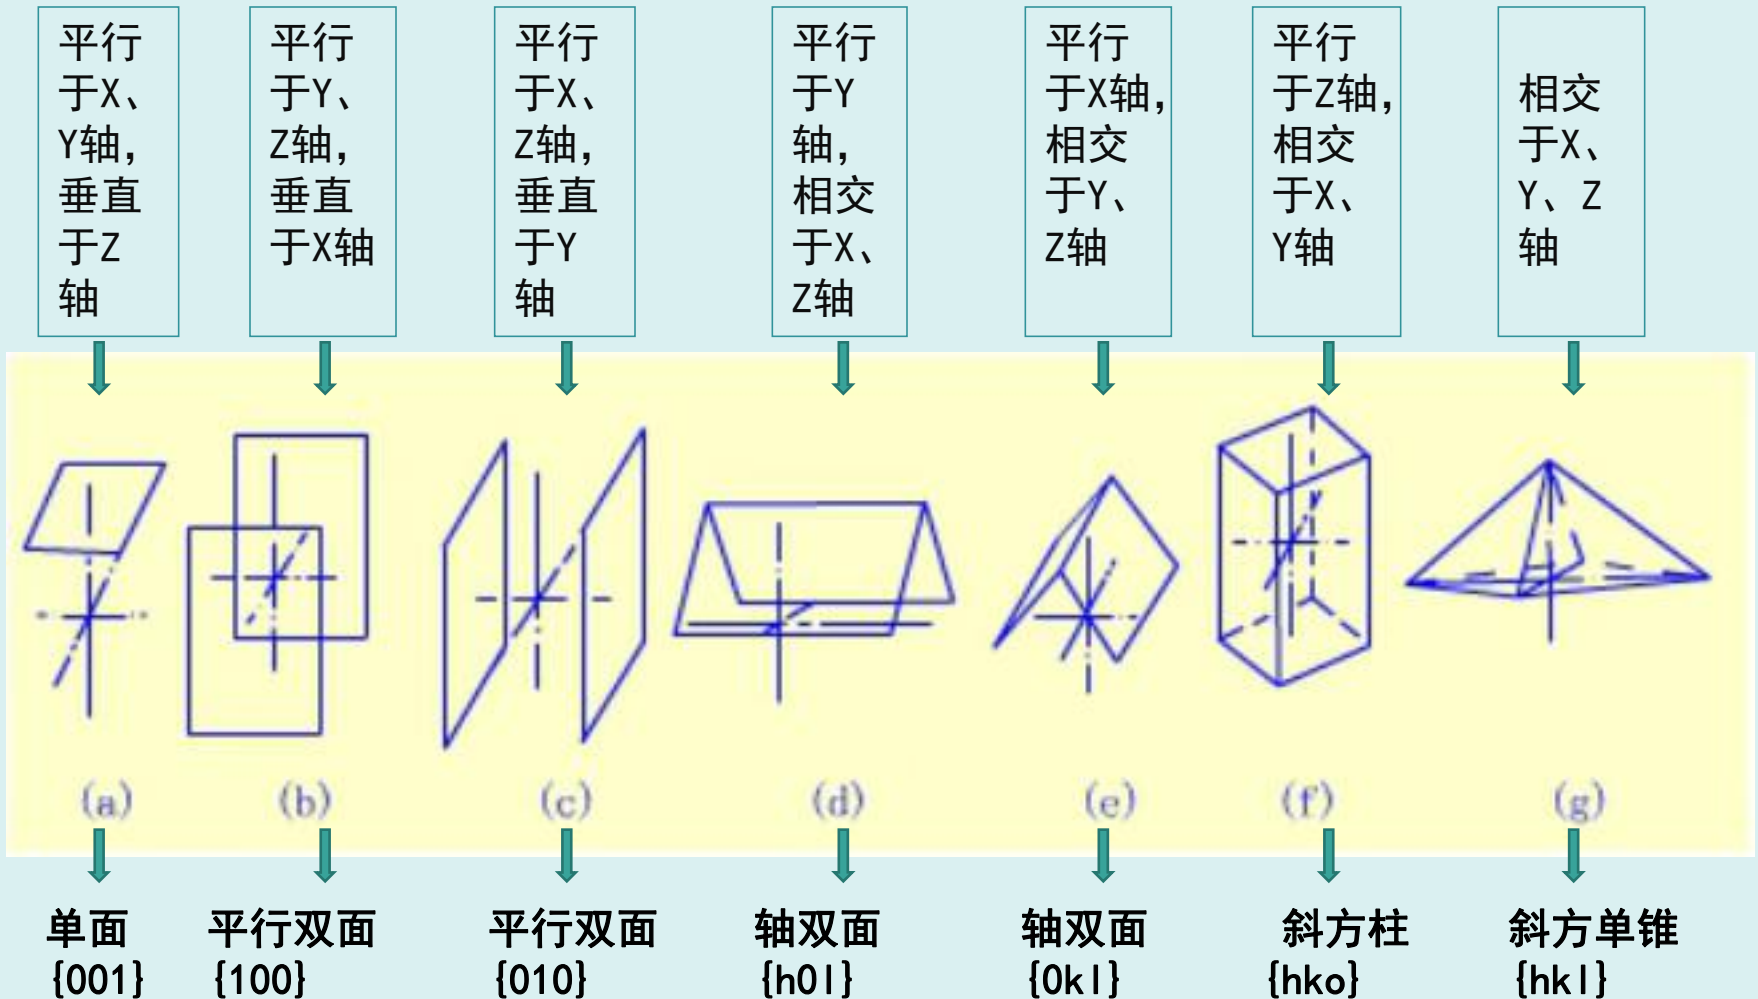 平行
于X、
Y轴，
垂直
于Z
轴
平行
于Y、
Z轴，
垂直
于X轴
平行
于X、
Z轴，
垂直
于Y
轴
平行
于Y
轴，
相交
于X、
Z轴
平行
于X轴，
相交
于Y、
Z轴
平行
于Z轴，
相交
于X、
Y轴
相交
于X、
Y、Z
轴
(a)
(b)
(c)
(d)
(e)
(f)
(g)
单面
{001}
平行双面
{100}
平行双面
{010}
轴双面
{h0l}
轴双面
{0kl}
斜方柱
{hko}
斜方单锥
{hkl}